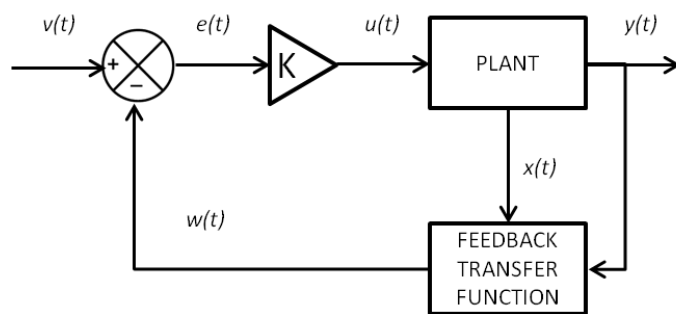 v(t)
e(t)
u(t)
y(t)
+
−
K
PLANT
x(t)
w(t)
FEEDBACK
TRANSFER
FUNCTION